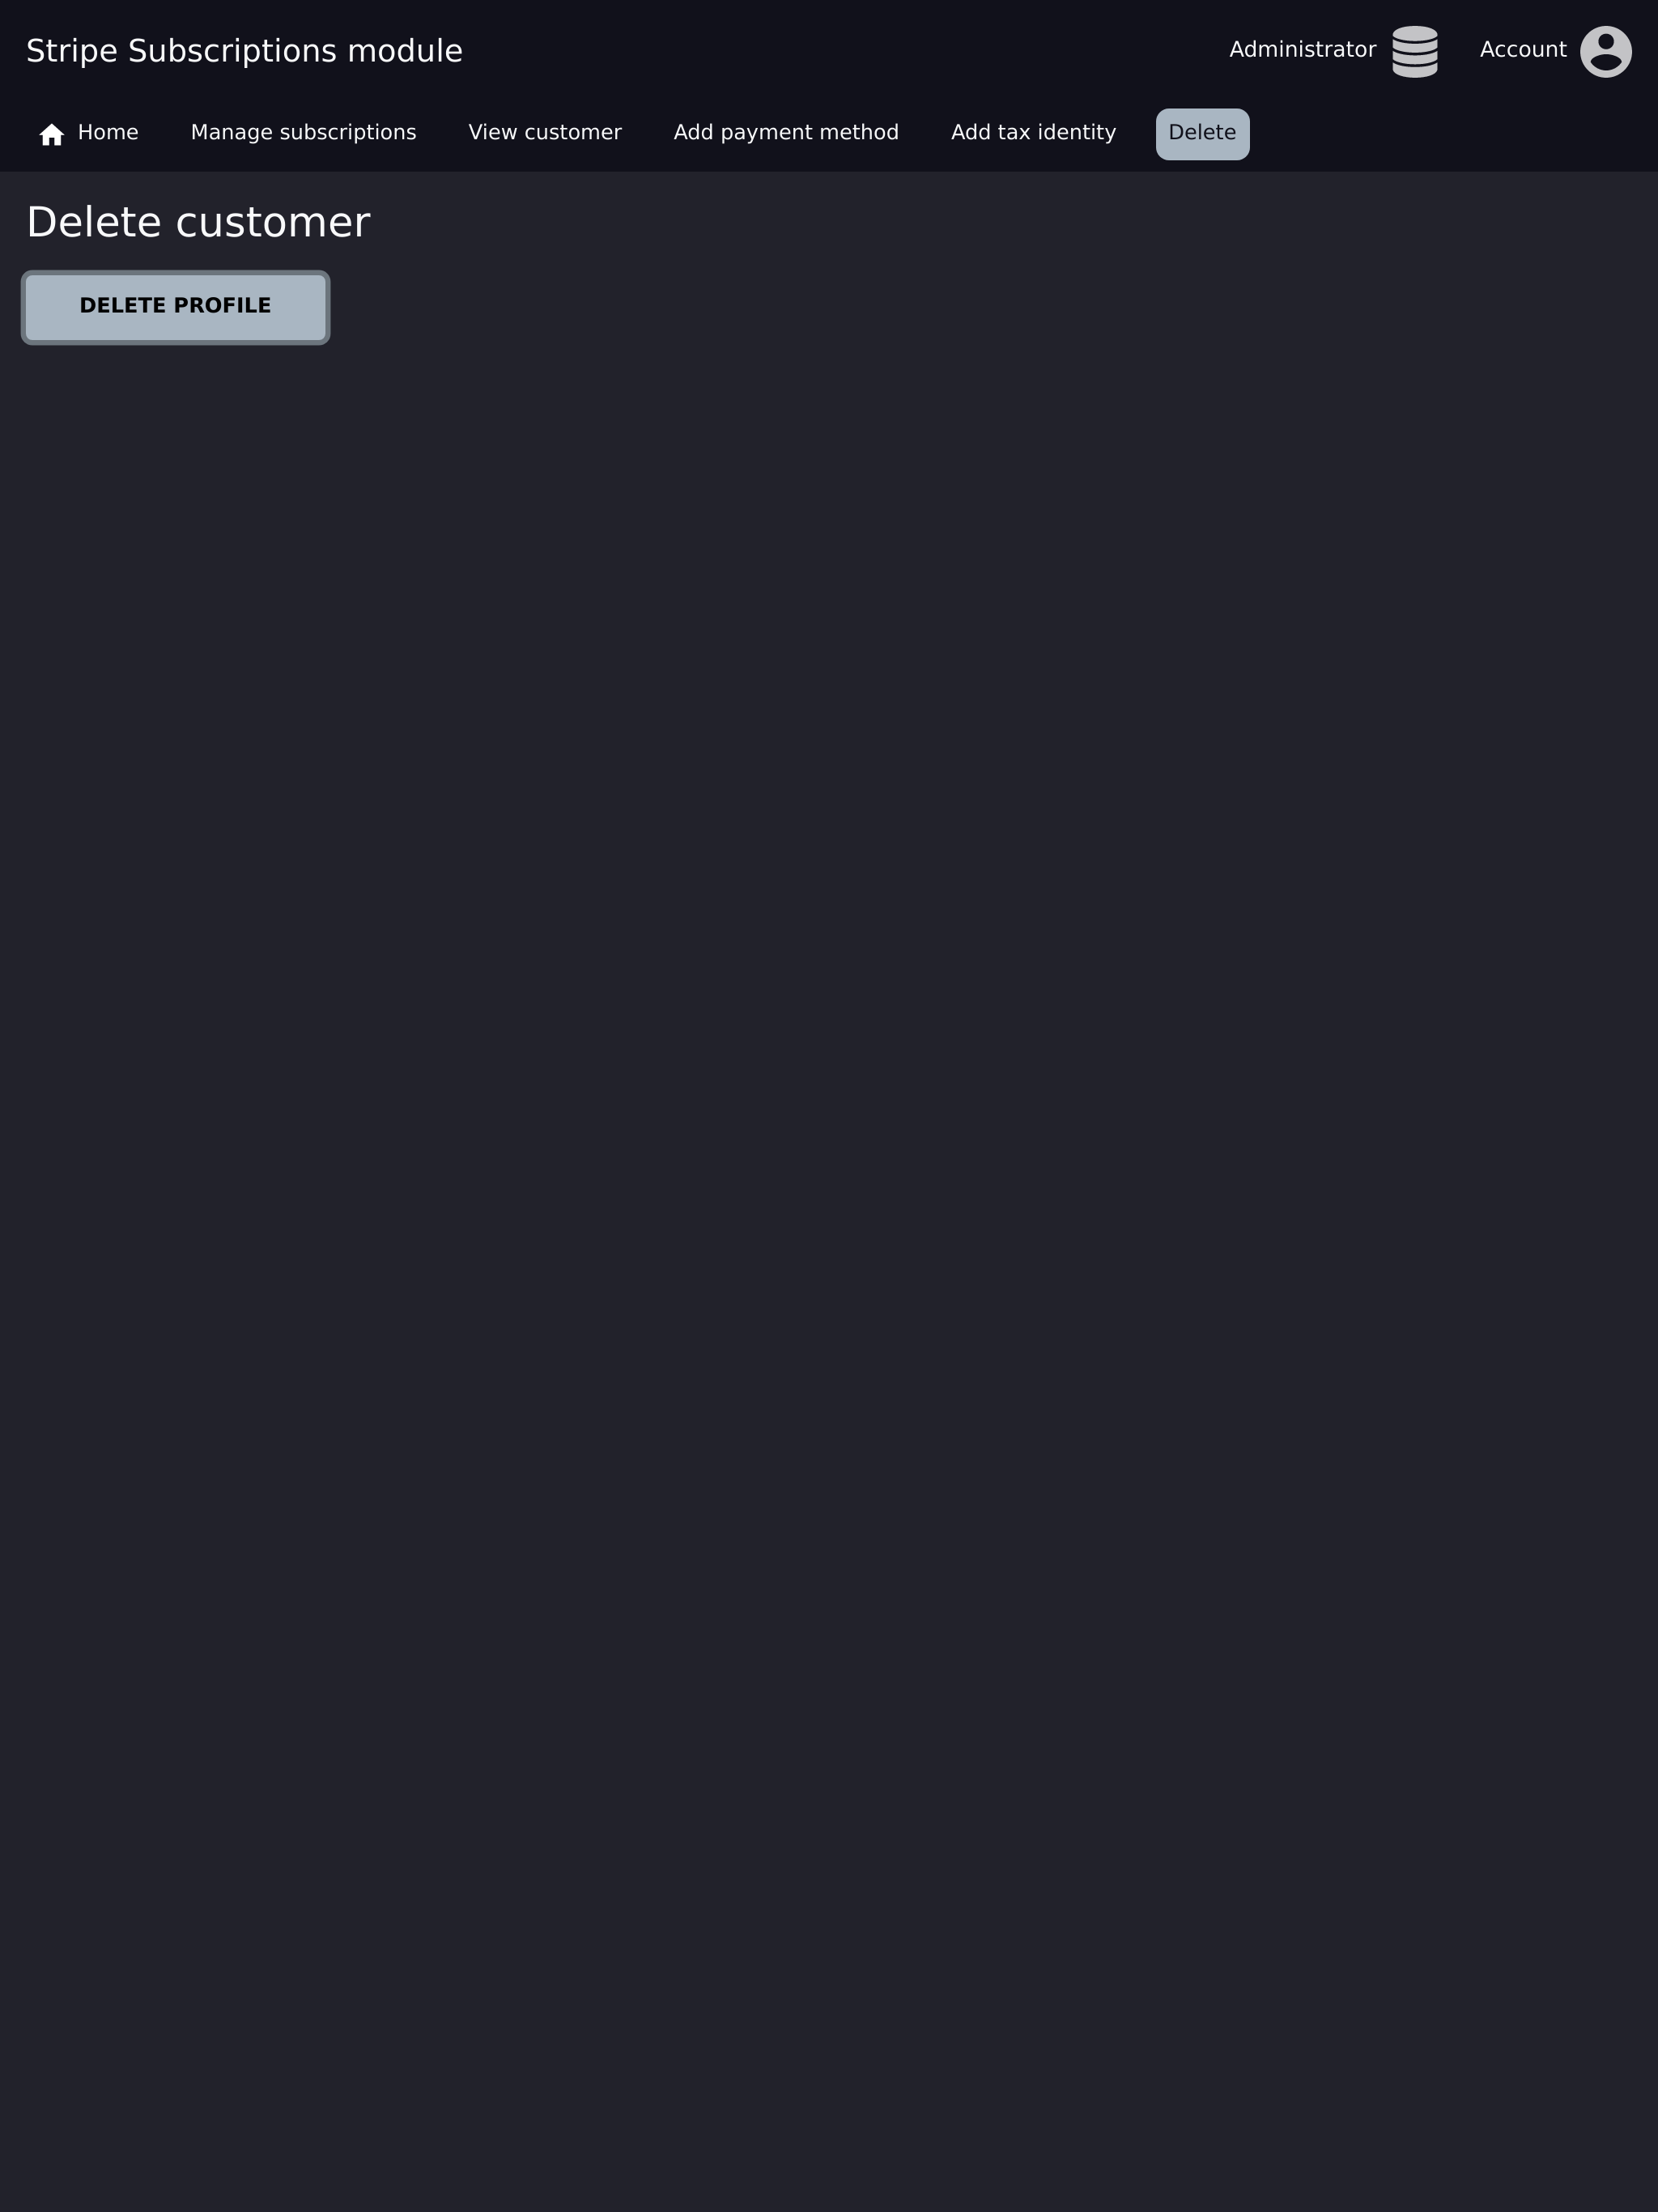 Stripe Subscriptions module
Administrator
Account
Home
Manage subscriptions
View customer
Add payment method
Add tax identity
Delete
Delete customer
DELETE PROFILE